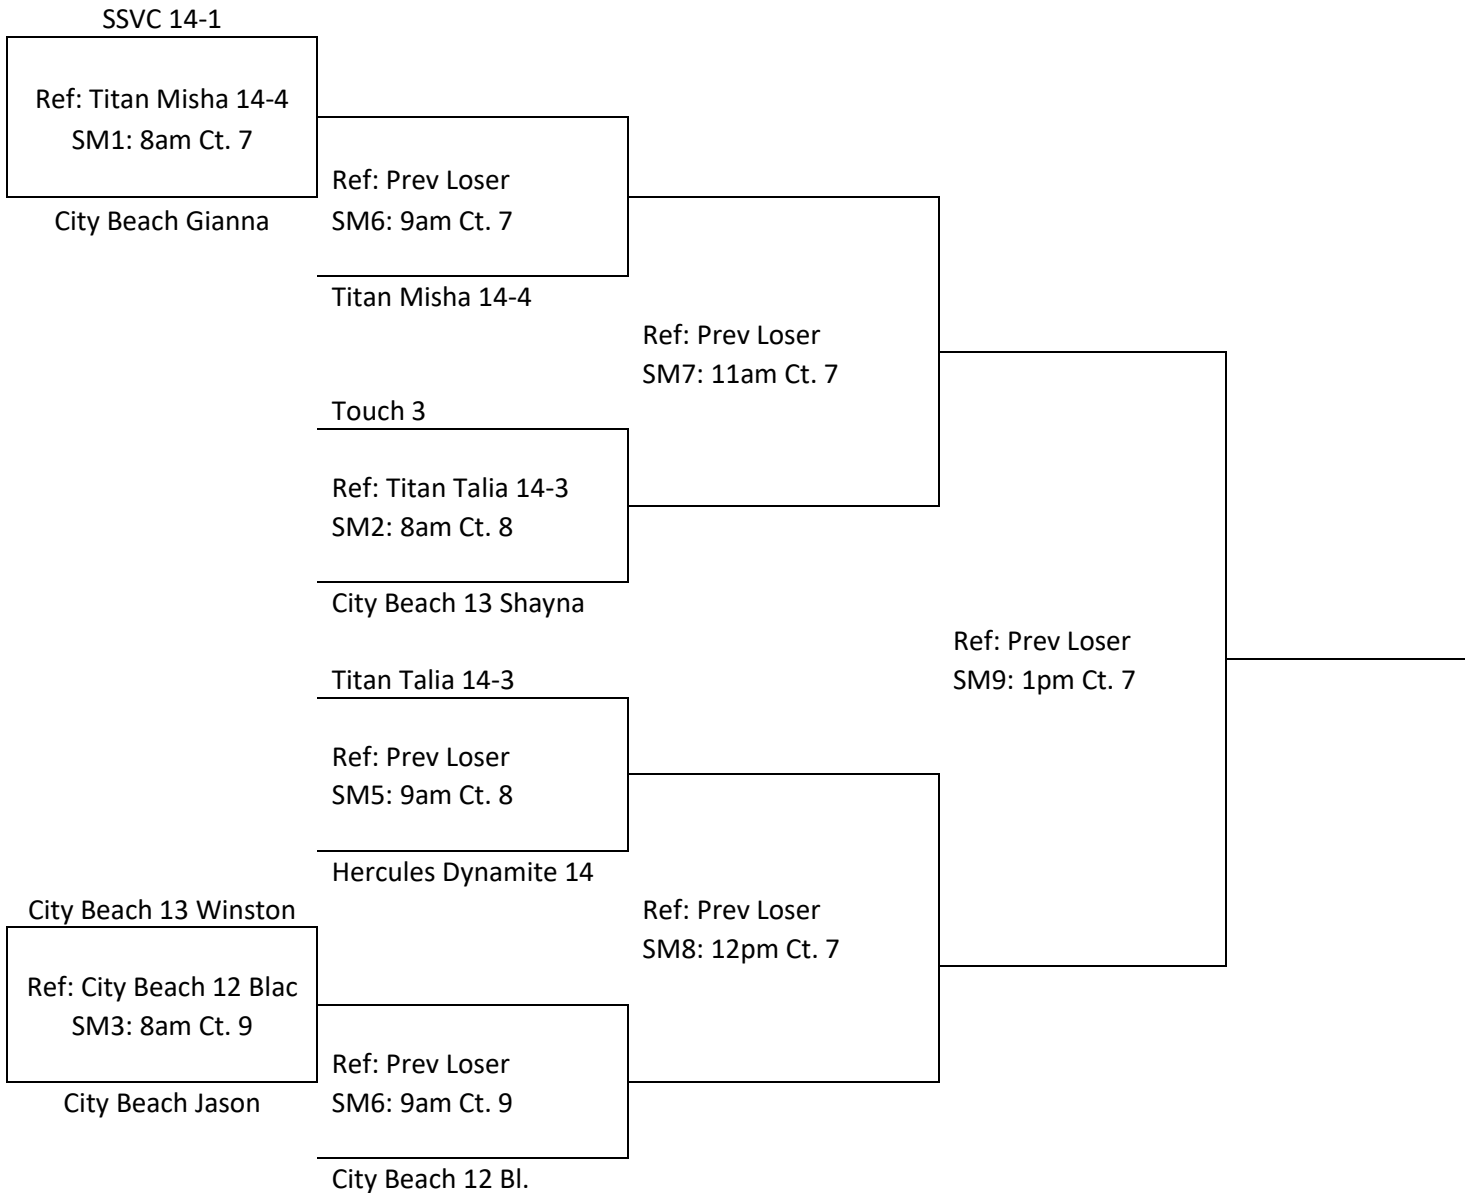 SSVC 14-1
Ref: Titan Misha 14-4
SM1: 8am Ct. 7
City Beach Gianna
Ref: Prev Loser
SM6: 9am Ct. 7
Titan Misha 14-4
Ref: Prev Loser
SM7: 11am Ct. 7
Touch 3
Ref: Titan Talia 14-3
SM2: 8am Ct. 8
City Beach 13 Shayna
Ref: Prev Loser
SM9: 1pm Ct. 7
Titan Talia 14-3
Ref: Prev Loser
SM5: 9am Ct. 8
Hercules Dynamite 14
City Beach 13 Winston
Ref: Prev Loser
SM8: 12pm Ct. 7
Ref: City Beach 12 Blac
SM3: 8am Ct. 9
City Beach Jason
Ref: Prev Loser
SM6: 9am Ct. 9
City Beach 12 Bl.